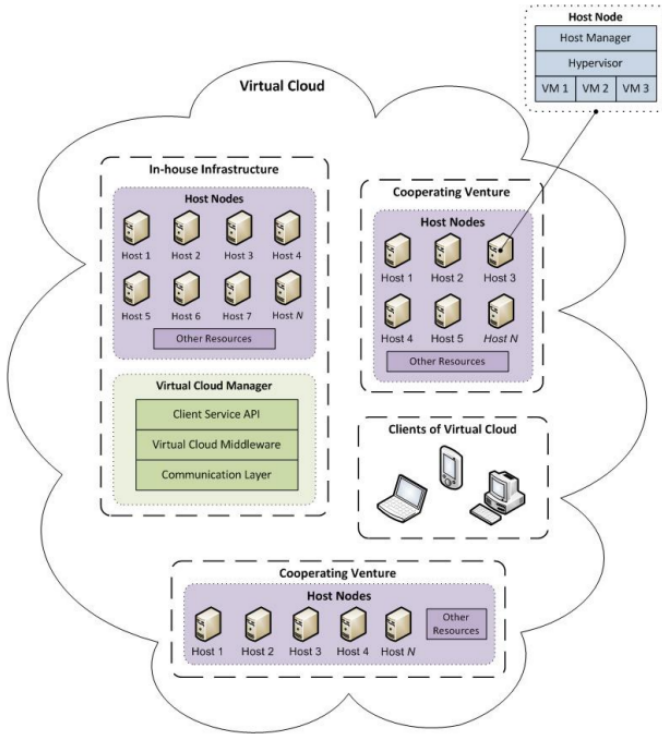 Host Node
Host Manager
Hypervisor
VM 1 VM 2 VM 3
Virtual Cloud
In-house Infrastructure
Host Nodes
Host 1 Host 2 Host 3 Host 4
Host 5 Host 6 Host 7 Host N
Other Resources
Virtual Cloud Manager
Client Service API
Virtual Cloud Middleware
Communication Layer
Cooperating Venture
Host Nodes
Host 1 Host 2 Host 3
Host 4 Host 5 Host N
Other Resources
Clients of Virtual Cloud
Cooperating Venture
Host Nodes
Host 1 Host 2 Host 3 Host 4 Host N
Other
Resources